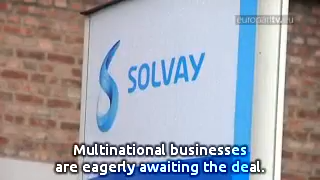 europarltv.eu
SOLVAY
Multinational businesses
are eagerly awaiting the deal.